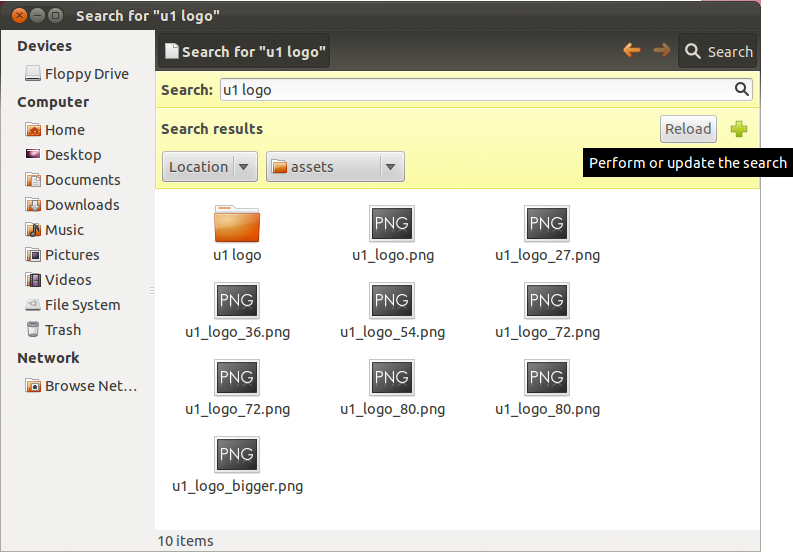 Search for "u1 logo"
Devices
Floppy Drive
Computer
Home
Desktop
Documents
Downloads
Music
Pictures
Videos
File System
Trash
Network
Browse Net…
Search for "u1 logo"
Search
Search: u1 logo
Search results
Reload
Perform or update the search
Location assets
PNG PNG
u1 logo u1_logo.png u1_logo_27.png
PNG PNG PNG
u1_logo_36.png u1_logo_54.png u1_logo_72.png
PNG PNG PNG
u1_logo_72.png u1_logo_80.png u1_logo_80.png
PNG
u1_logo_bigger.png
10 items